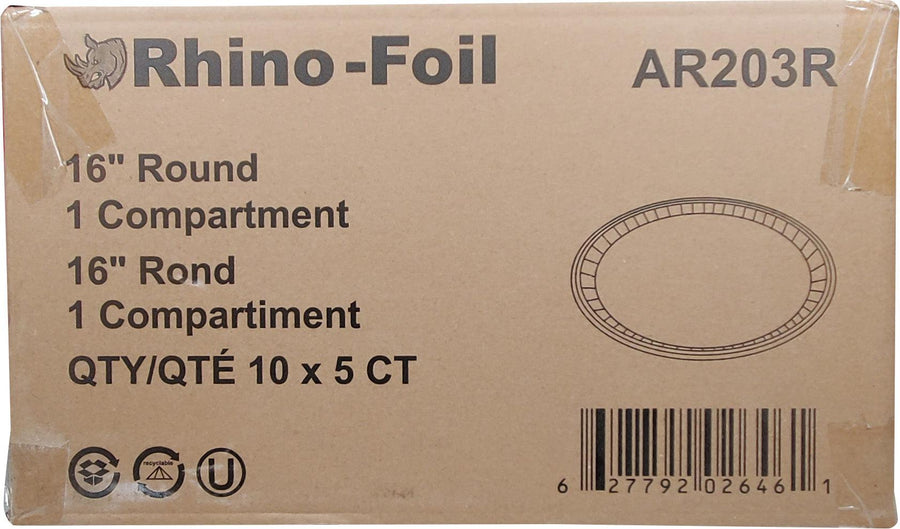 Rhino-Foil
AR203R
16" Round
1 Compartment
16" Rond
1 Compartiment
QTY/QTÉ 10 x 5 CT
recyclable
U
6 27792 02646 1